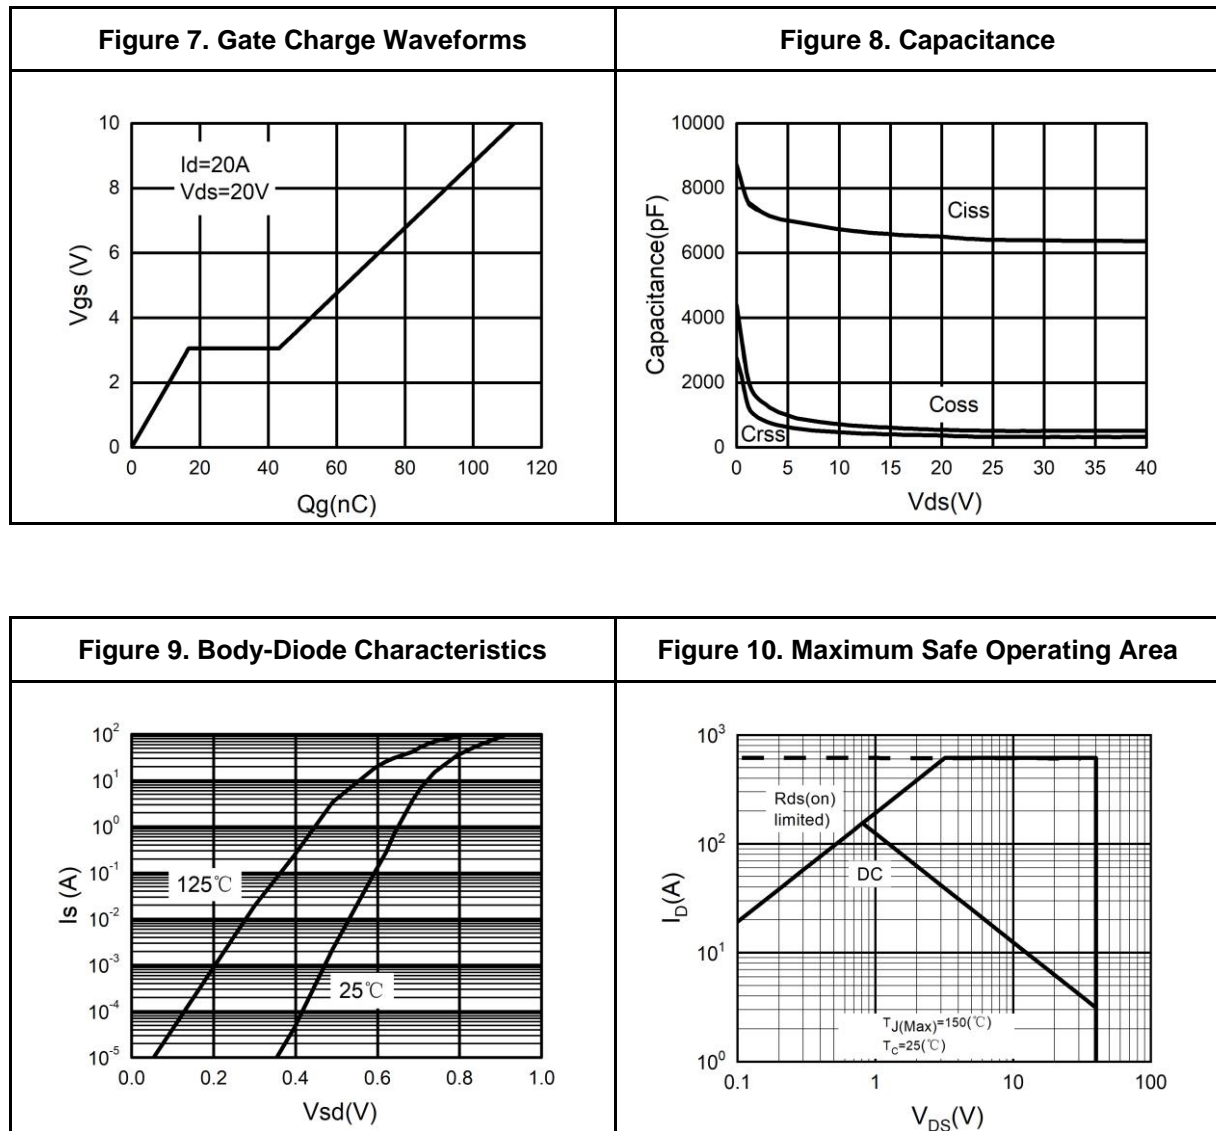 Figure 7. Gate Charge Waveforms
Figure 8. Capacitance
10
8
6
4
2
0
Vgs (V)
Id=20A
Vds=20V
0 20 40 60 80 100 120
Qg(nC)
10000
8000
6000
4000
2000
0
Capacitance(pF)
Ciss
Coss
Crss
0 5 10 15 20 25 30 35 40
Vds(V)
Figure 9. Body-Diode Characteristics
Figure 10. Maximum Safe Operating Area
10²
10¹
10⁰
10⁻¹
10⁻²
10⁻³
10⁻⁴
10⁻⁵
Is (A)
125℃
25℃
0.0 0.2 0.4 0.6 0.8 1.0
Vsd(V)
10³
10²
10¹
10⁰
I_D(A)
Rds(on)
limited)
DC
T_J(Max)=150(℃)
T_C=25(℃)
0.1 1 10 100
V_DS(V)